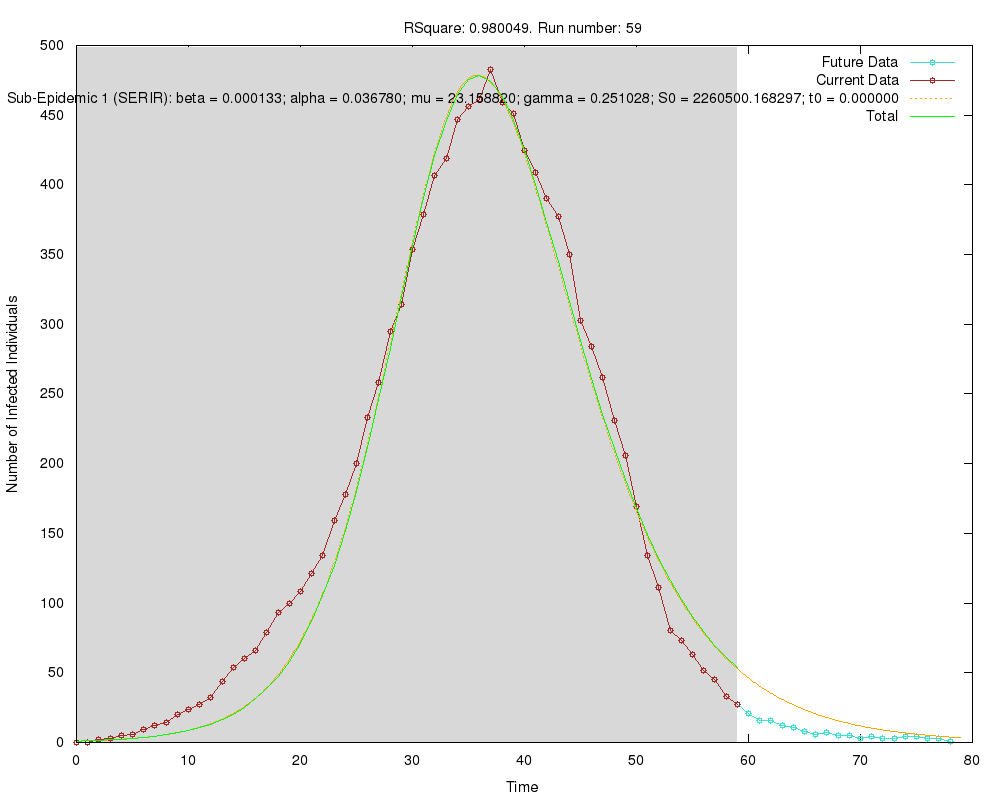 RSquare: 0.980049. Run number: 59
500
Future Data
Current Data
Sub-Epidemic 1 (SERIR): beta = 0.000133; alpha = 0.036780; mu = 23.158820; gamma = 0.251028; S0 = 2260500.168297; t0 = 0.000000
450
Total
400
350
300
250
200
150
100
50
0
Number of Infected Individuals
0 10 20 30 40 50 60 70 80
Time